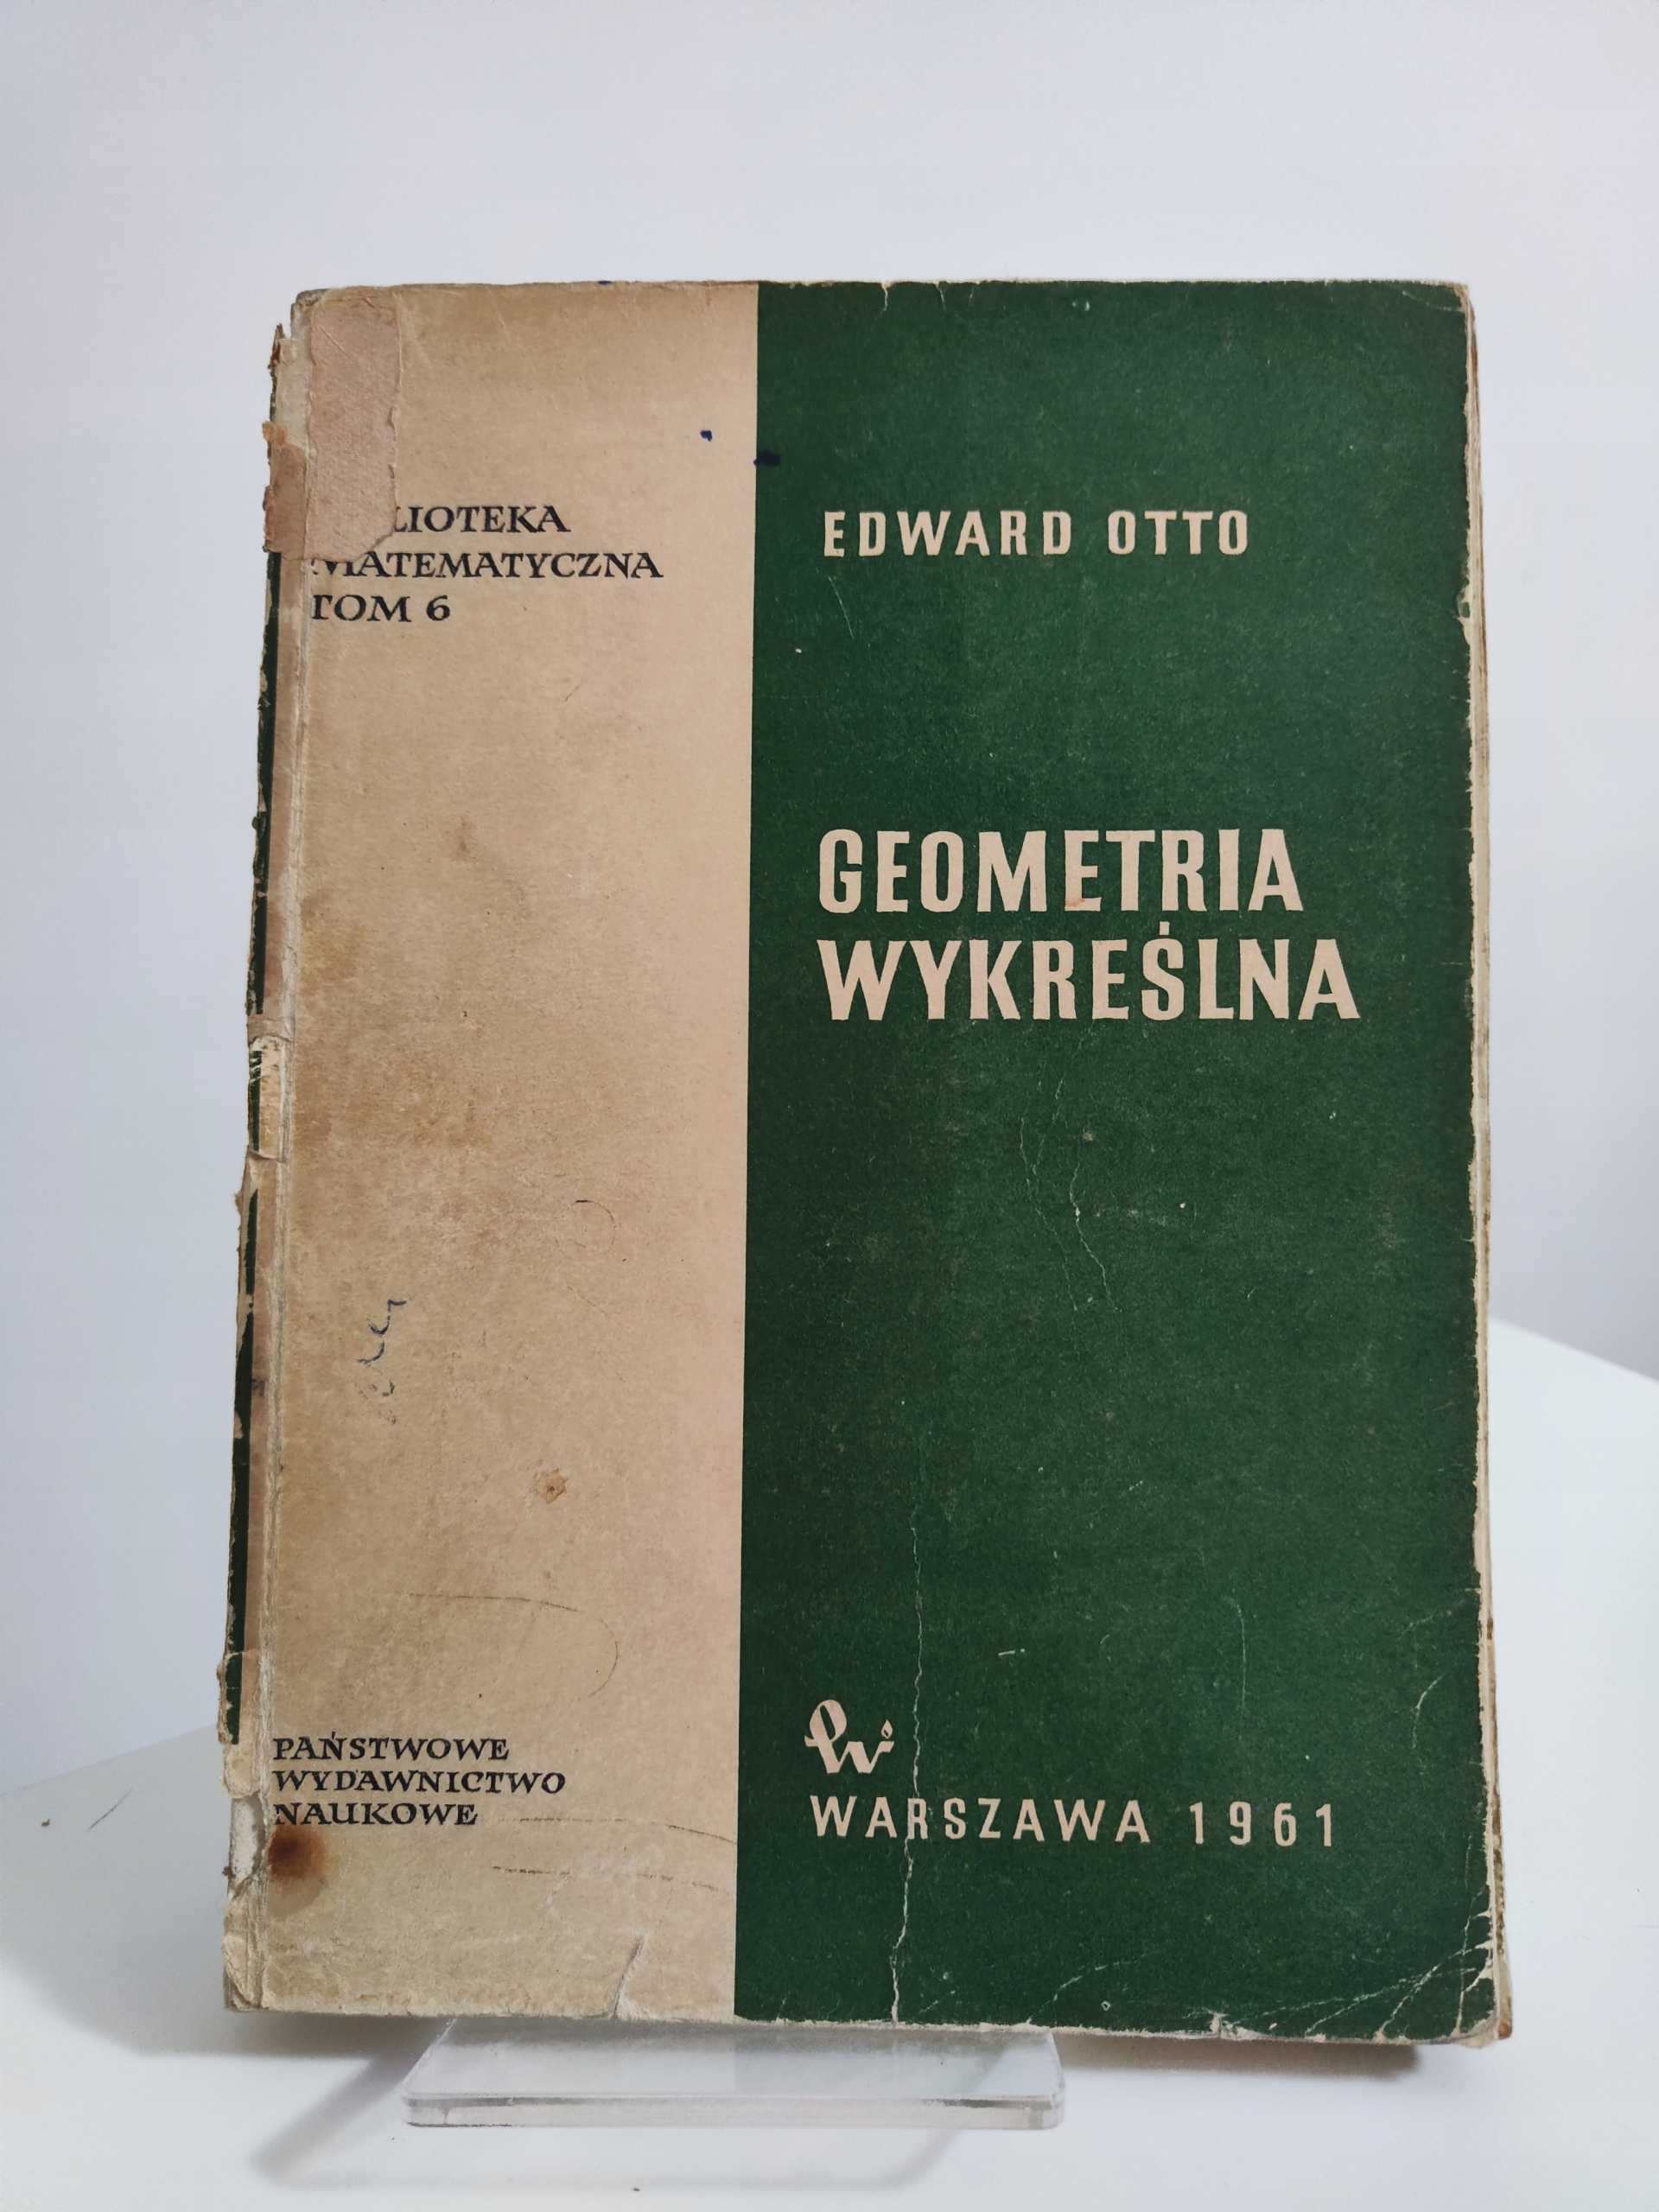 LIOTEKA
MATEMATYCZNA
TOM 6
EDWARD OTTO
GEOMETRIA
WYKREŚLNA
PAŃSTWOWE
WYDAWNICTWO
NAUKOWE
WARSZAWA 1961